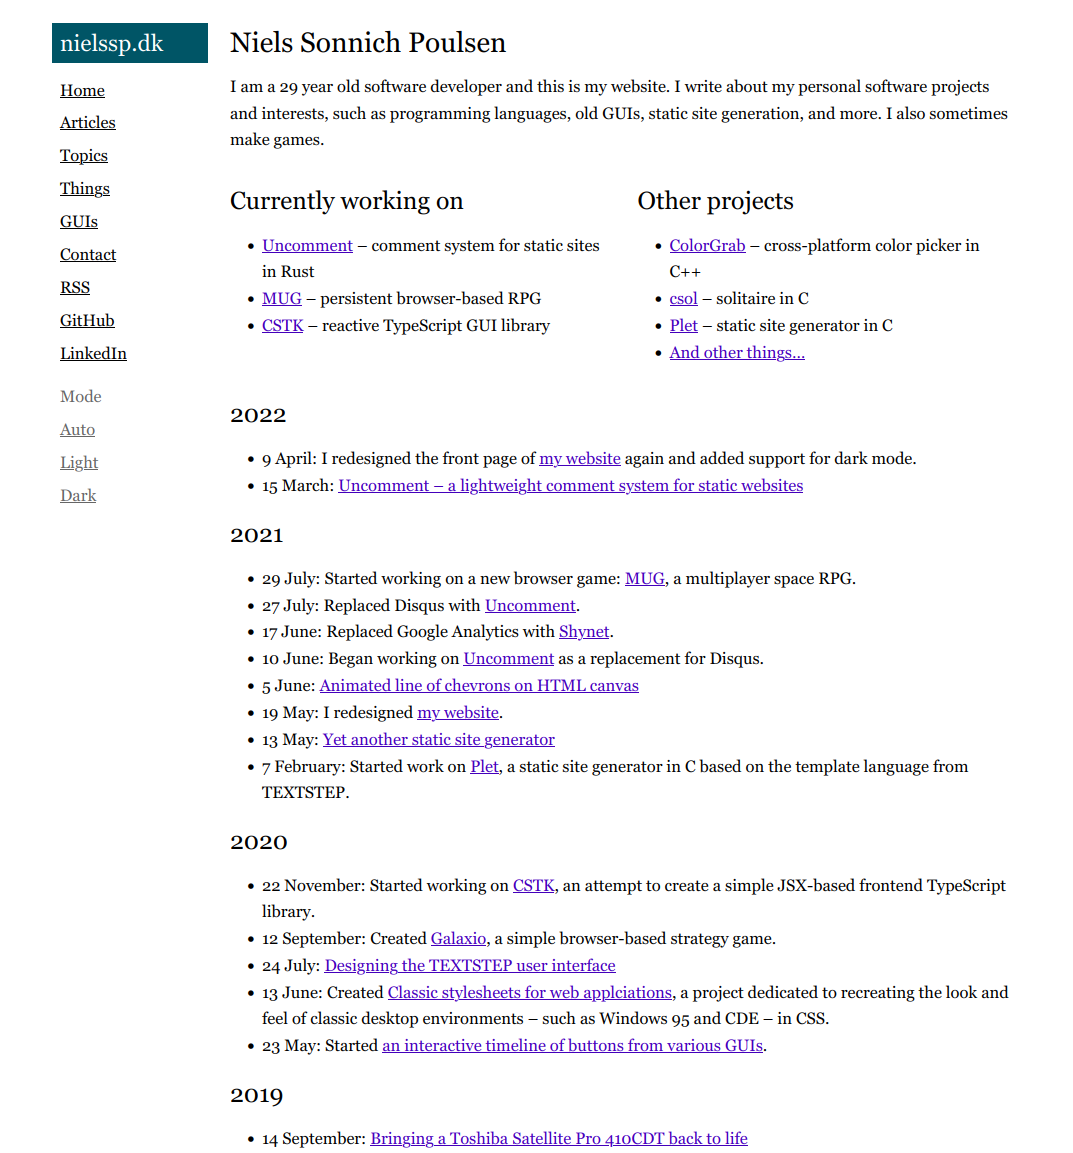 nielssp.dk
Home
Articles
Topics
Things
GUIs
Contact
RSS
GitHub
LinkedIn
Mode
Auto
Light
Dark
Niels Sonnich Poulsen
I am a 29 year old software developer and this is my website. I write about my personal software projects
and interests, such as programming languages, old GUIs, static site generation, and more. I also sometimes
make games.
Currently working on
• Uncomment – comment system for static sites
in Rust
• MUG – persistent browser-based RPG
• CSTK – reactive TypeScript GUI library
Other projects
• ColorGrab – cross-platform color picker in
C++
• csol – solitaire in C
• Plet – static site generator in C
• And other things...
2022
• 9 April: I redesigned the front page of my website again and added support for dark mode.
• 15 March: Uncomment – a lightweight comment system for static websites
2021
• 29 July: Started working on a new browser game: MUG, a multiplayer space RPG.
• 27 July: Replaced Disqus with Uncomment.
• 17 June: Replaced Google Analytics with Shynet.
• 10 June: Began working on Uncomment as a replacement for Disqus.
• 5 June: Animated line of chevrons on HTML canvas
• 19 May: I redesigned my website.
• 13 May: Yet another static site generator
• 7 February: Started work on Plet, a static site generator in C based on the template language from
TEXTSTEP.
2020
• 22 November: Started working on CSTK, an attempt to create a simple JSX-based frontend TypeScript
library.
• 12 September: Created Galaxio, a simple browser-based strategy game.
• 24 July: Designing the TEXTSTEP user interface
• 13 June: Created Classic stylesheets for web applciations, a project dedicated to recreating the look and
feel of classic desktop environments – such as Windows 95 and CDE – in CSS.
• 23 May: Started an interactive timeline of buttons from various GUIs.
2019
• 14 September: Bringing a Toshiba Satellite Pro 410CDT back to life